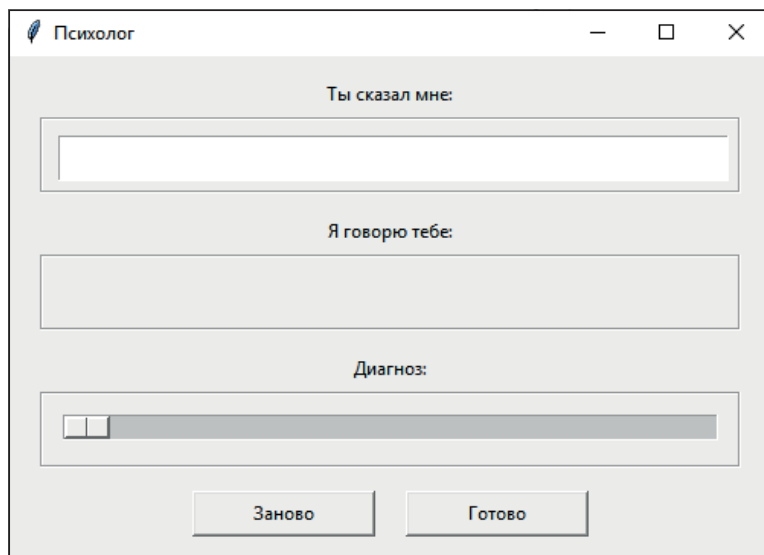 Психолог
Ты сказал мне:
Я говорю тебе:
Диагноз:
Заново Готово